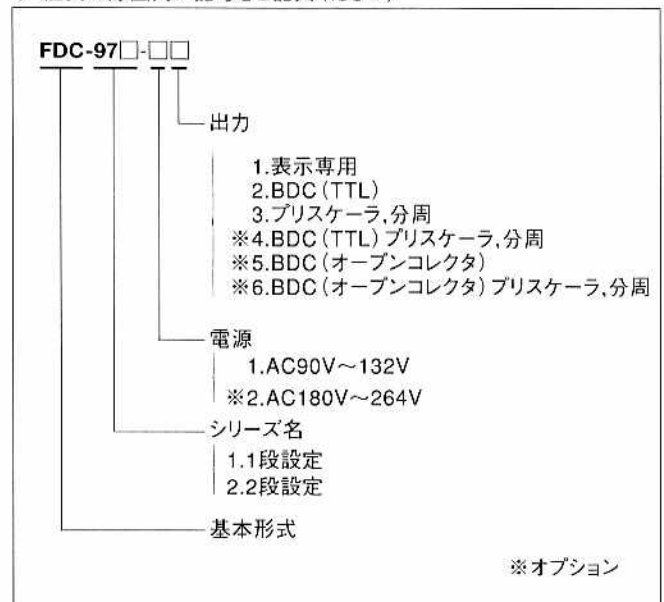 FDC-97□-□□
出力
1.表示専用
2.BDC(TTL)
3.プリスケーラ,分周
※4.BDC(TTL)プリスケーラ,分周
※5.BDC(オープンコレクタ)
※6.BDC(オープンコレクタ)プリスケーラ,分周
電源
1.AC90V～132V
※2.AC180V～264V
シリーズ名
1.1段設定
2.2段設定
基本形式
※オプション